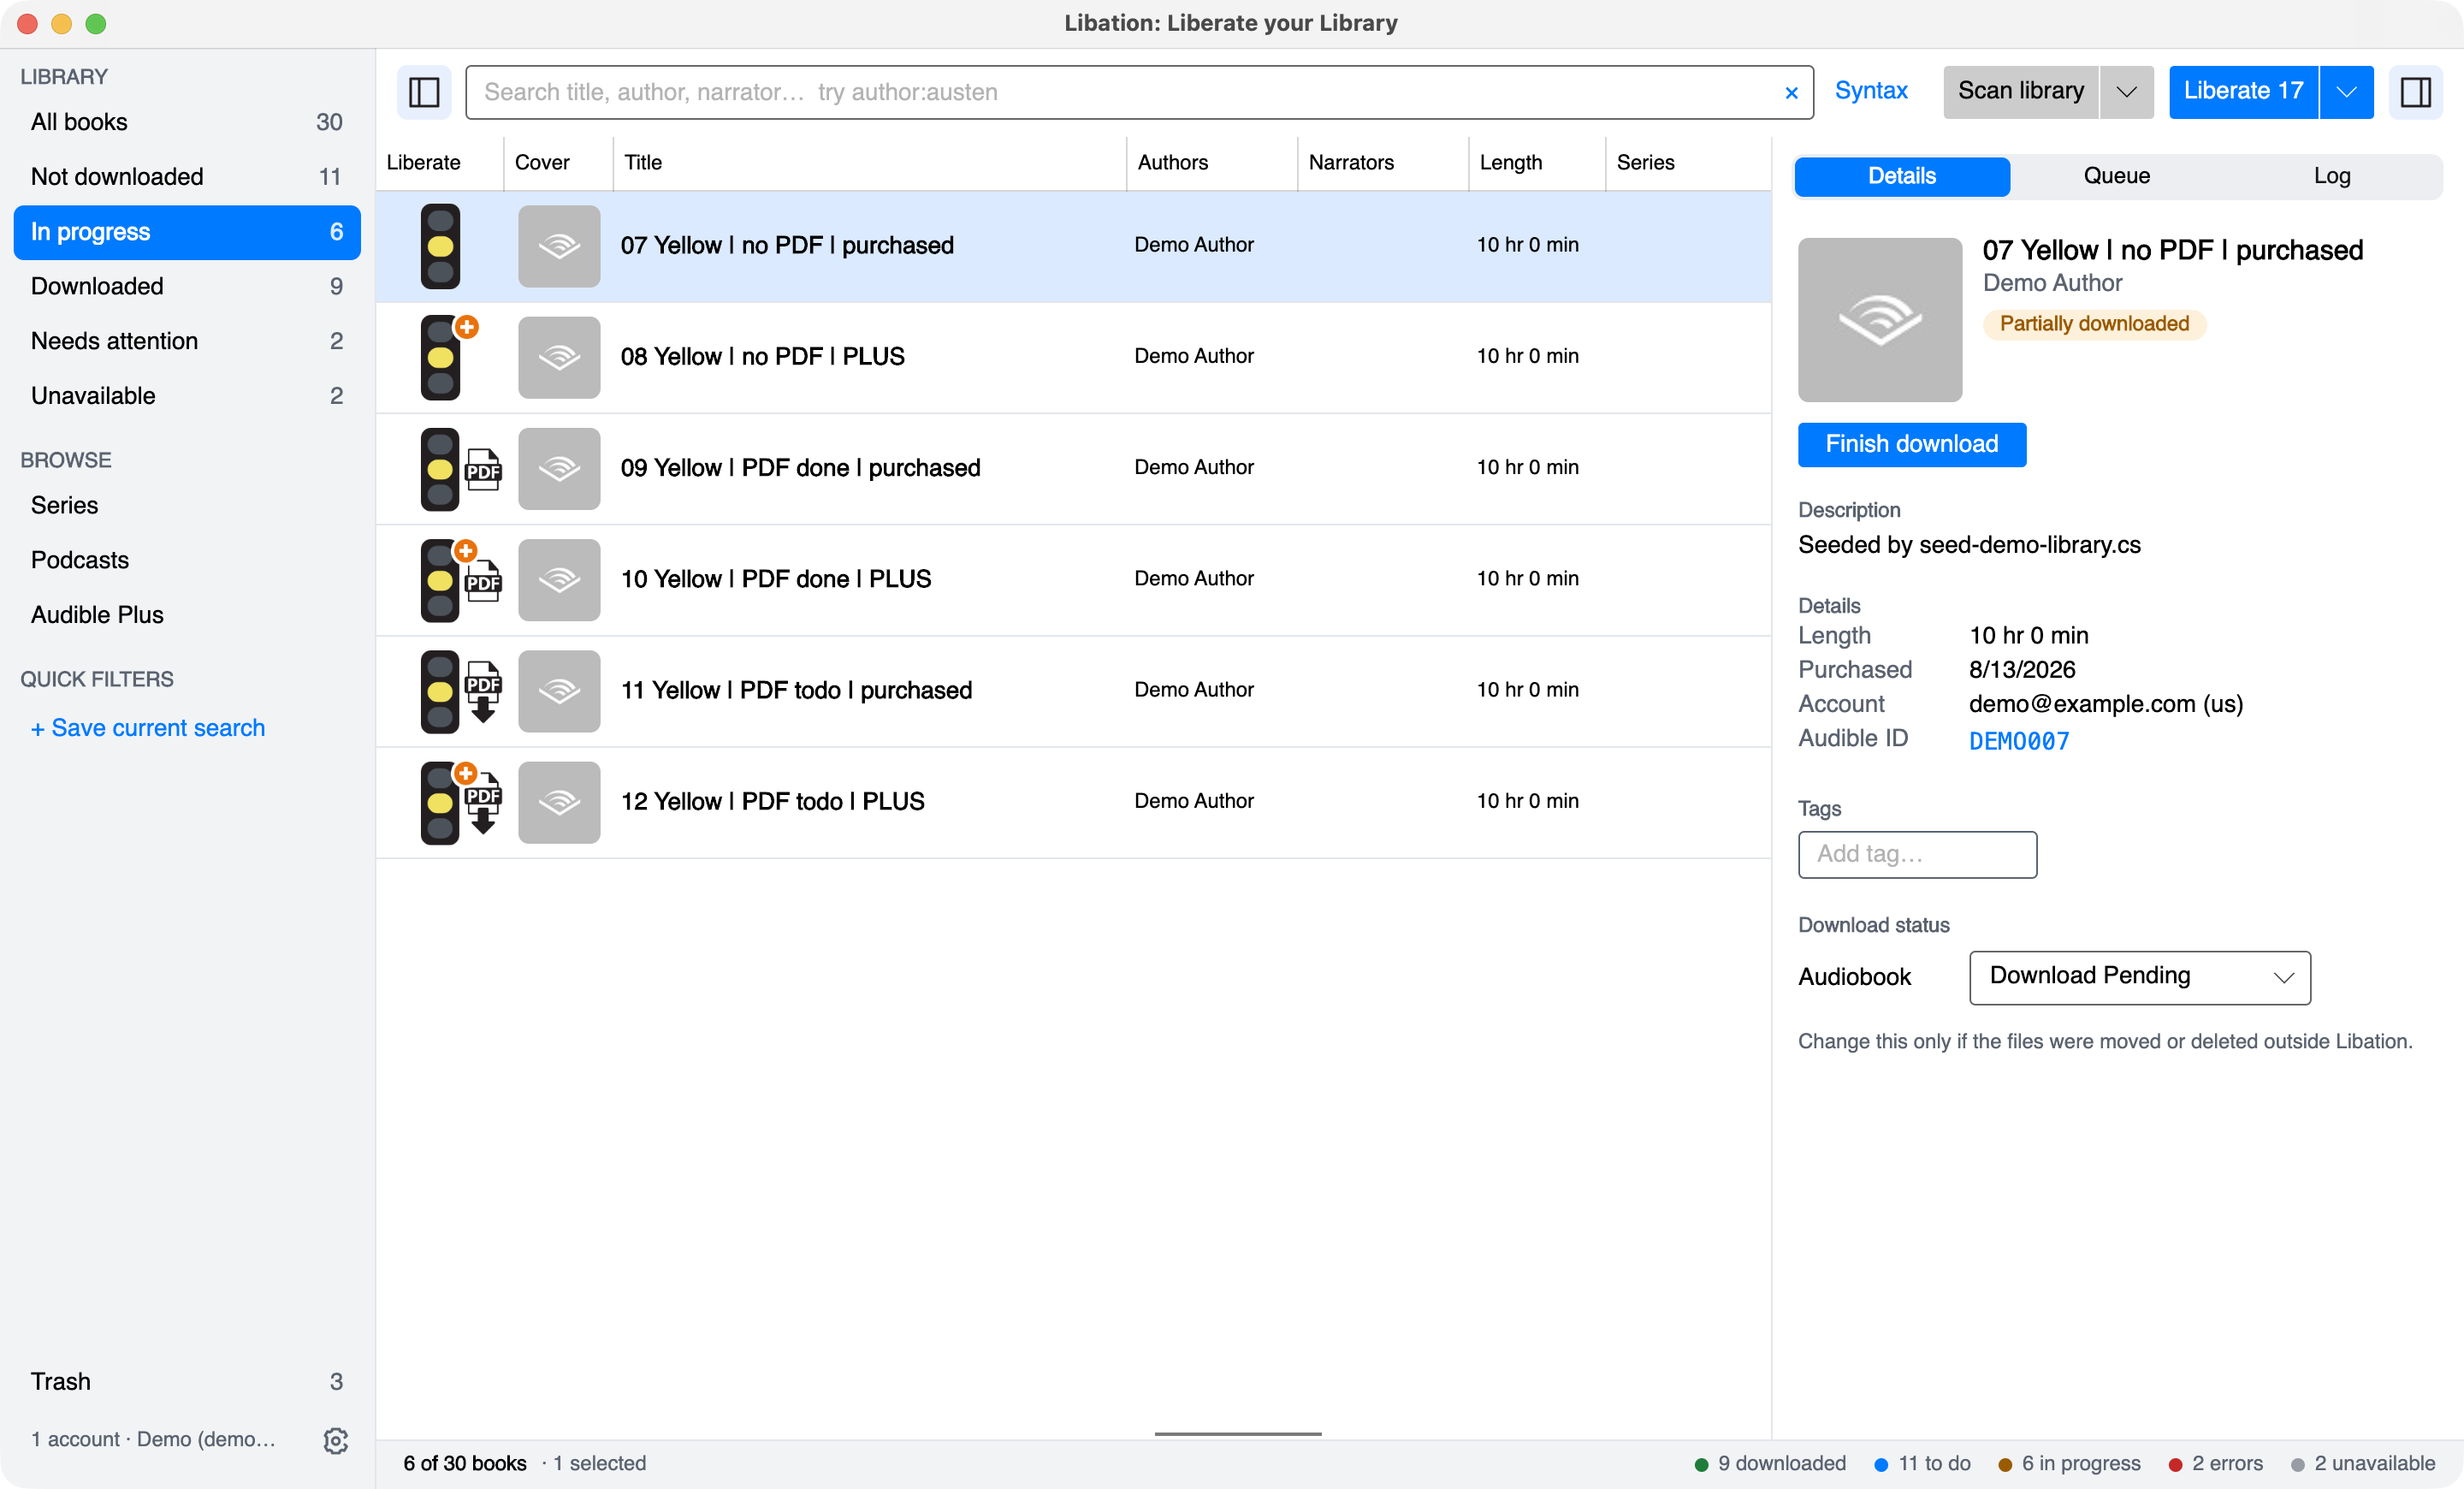 Libation: Liberate your Library
LIBRARY
All books 30
Not downloaded 11
In progress 6
Downloaded 9
Needs attention 2
Unavailable 2
BROWSE
Series
Podcasts
Audible Plus
QUICK FILTERS
+ Save current search
Trash 3
1 account · Demo (demo…
Search title, author, narrator… try author:austen
× Syntax
Scan library
Liberate 17
Liberate Cover Title Authors Narrators Length Series
07 Yellow | no PDF | purchased Demo Author 10 hr 0 min
08 Yellow | no PDF | PLUS Demo Author 10 hr 0 min
PDF 09 Yellow | PDF done | purchased Demo Author 10 hr 0 min
PDF 10 Yellow | PDF done | PLUS Demo Author 10 hr 0 min
PDF 11 Yellow | PDF todo | purchased Demo Author 10 hr 0 min
PDF 12 Yellow | PDF todo | PLUS Demo Author 10 hr 0 min
Details Queue Log
07 Yellow | no PDF | purchased
Demo Author
Partially downloaded
Finish download
Description
Seeded by seed-demo-library.cs
Details
Length 10 hr 0 min
Purchased 8/13/2026
Account demo@example.com (us)
Audible ID DEMO007
Tags
Add tag…
Download status
Audiobook Download Pending
Change this only if the files were moved or deleted outside Libation.
6 of 30 books · 1 selected
9 downloaded 11 to do 6 in progress 2 errors 2 unavailable